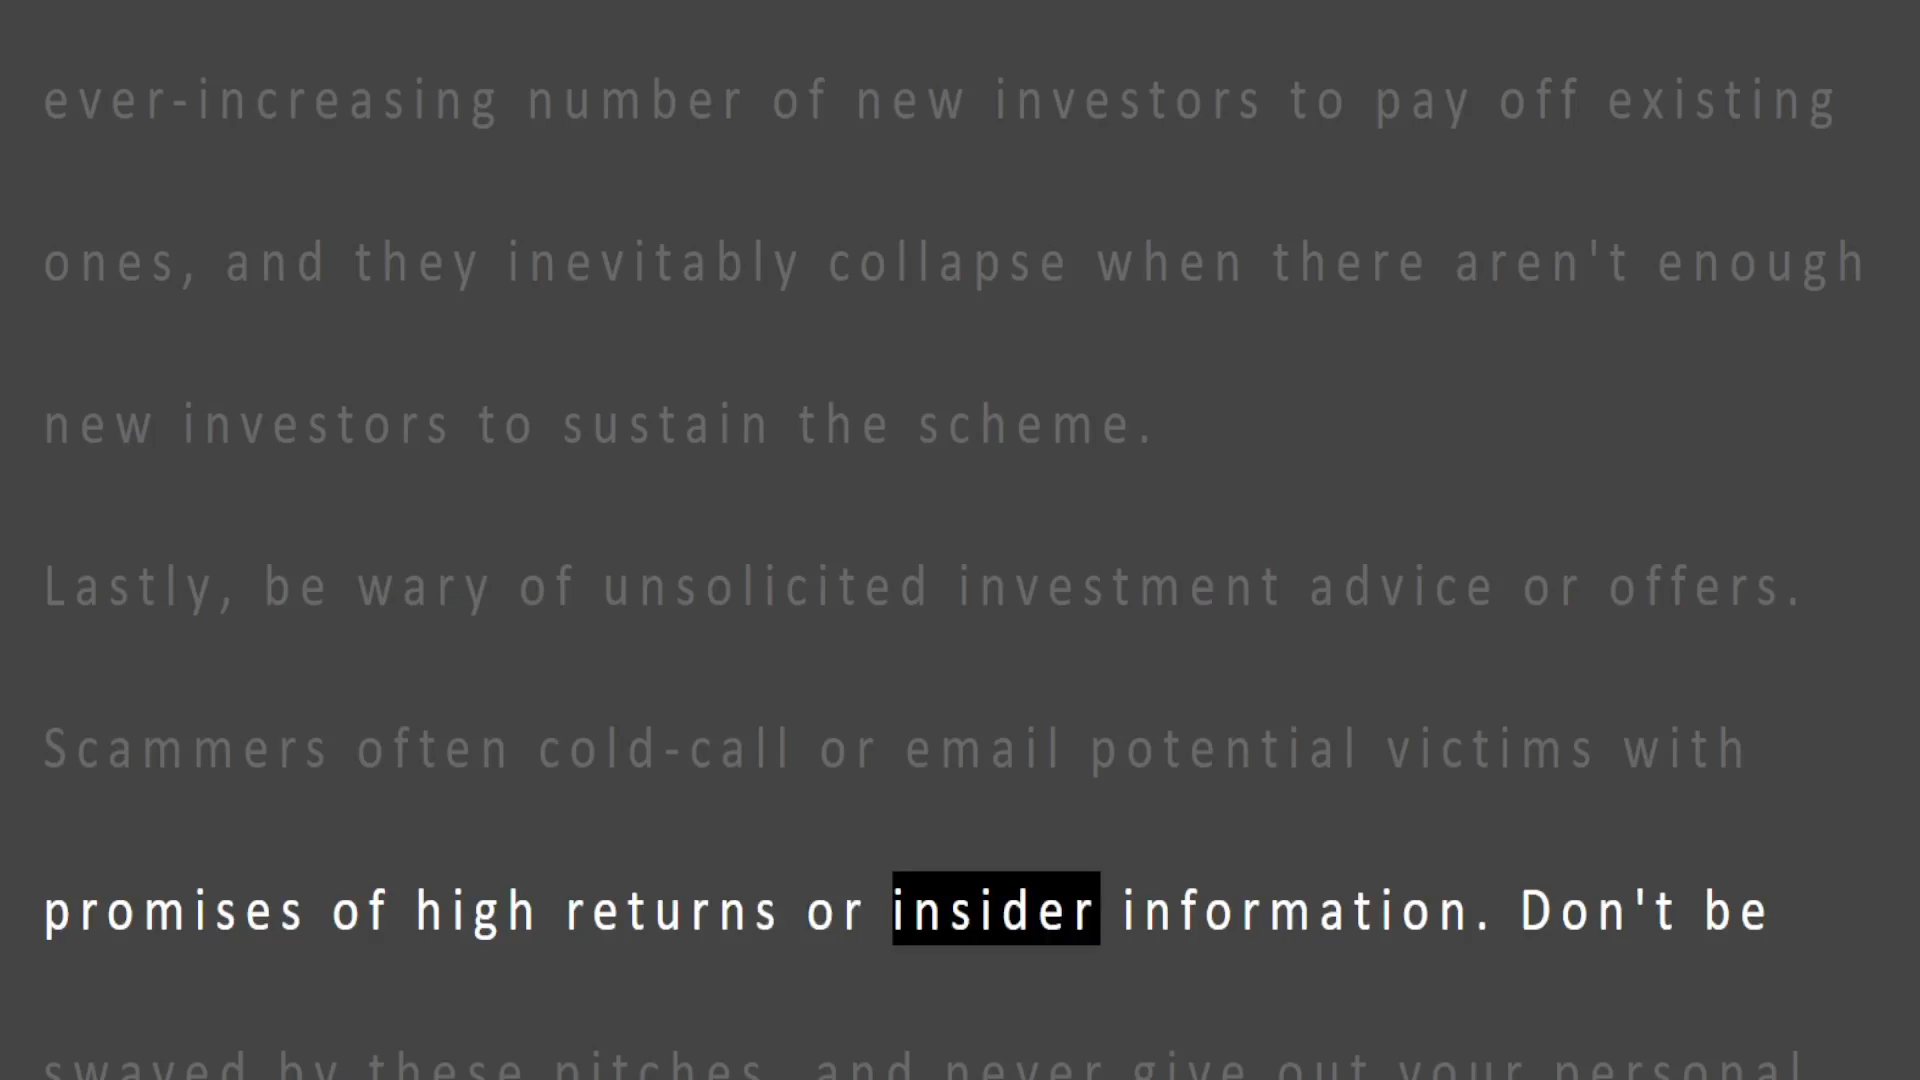 ever-increasing number of new investors to pay off existing
ones, and they inevitably collapse when there aren't enough
new investors to sustain the scheme.
Lastly, be wary of unsolicited investment advice or offers.
Scammers often cold-call or email potential victims with
promises of high returns or insider information. Don't be
swayed by these pitches, and never give out your personal